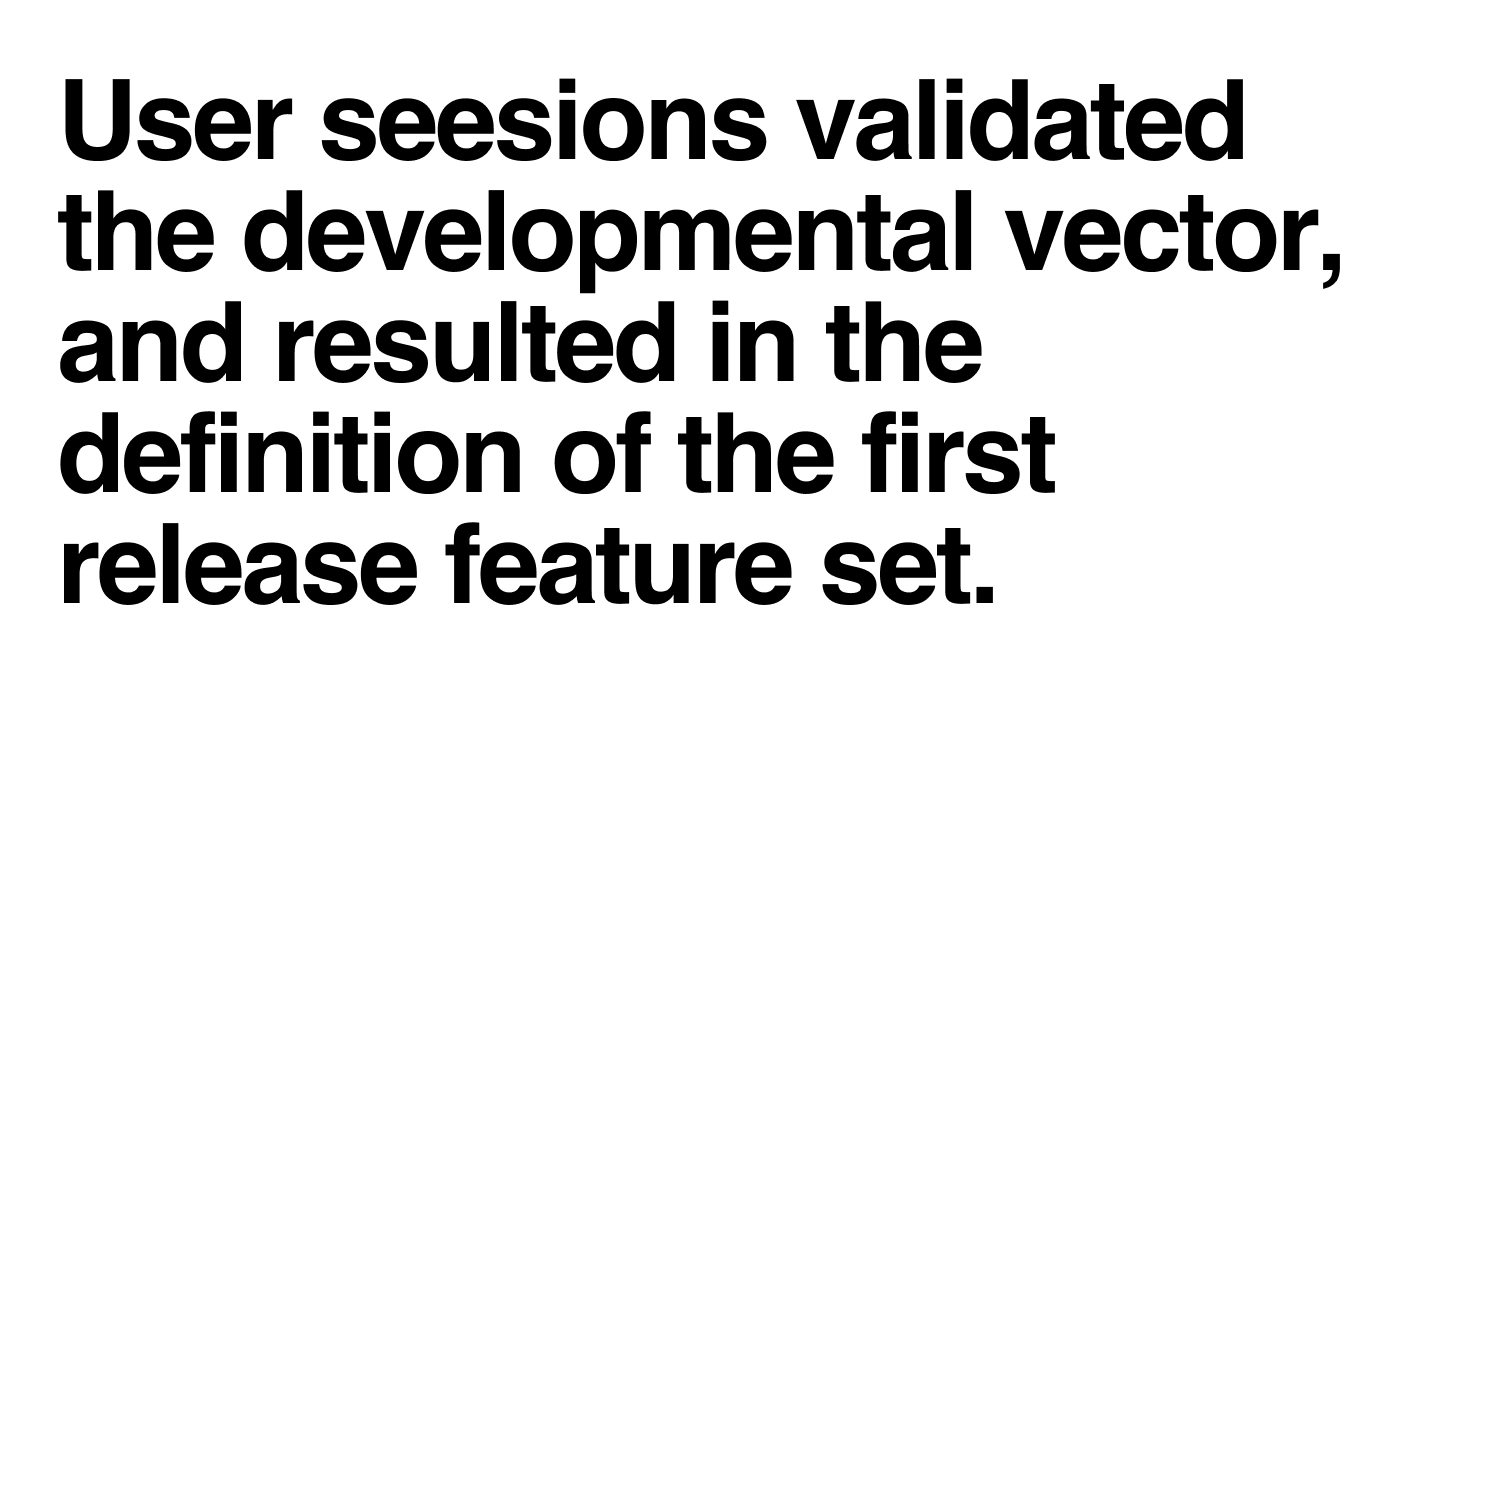 User seesions validated
the developmental vector,
and resulted in the
definition of the first
release feature set.